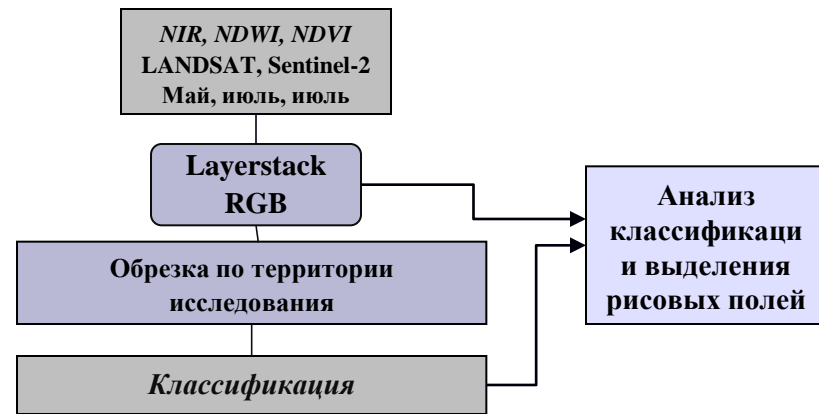 NIR, NDWI, NDVI
LANDSAT, Sentinel-2
Май, июль, июль
Layerstack
RGB
Обрезка по территории
исследования
Классификация
Анализ
классификаци
и выделения
рисовых полей